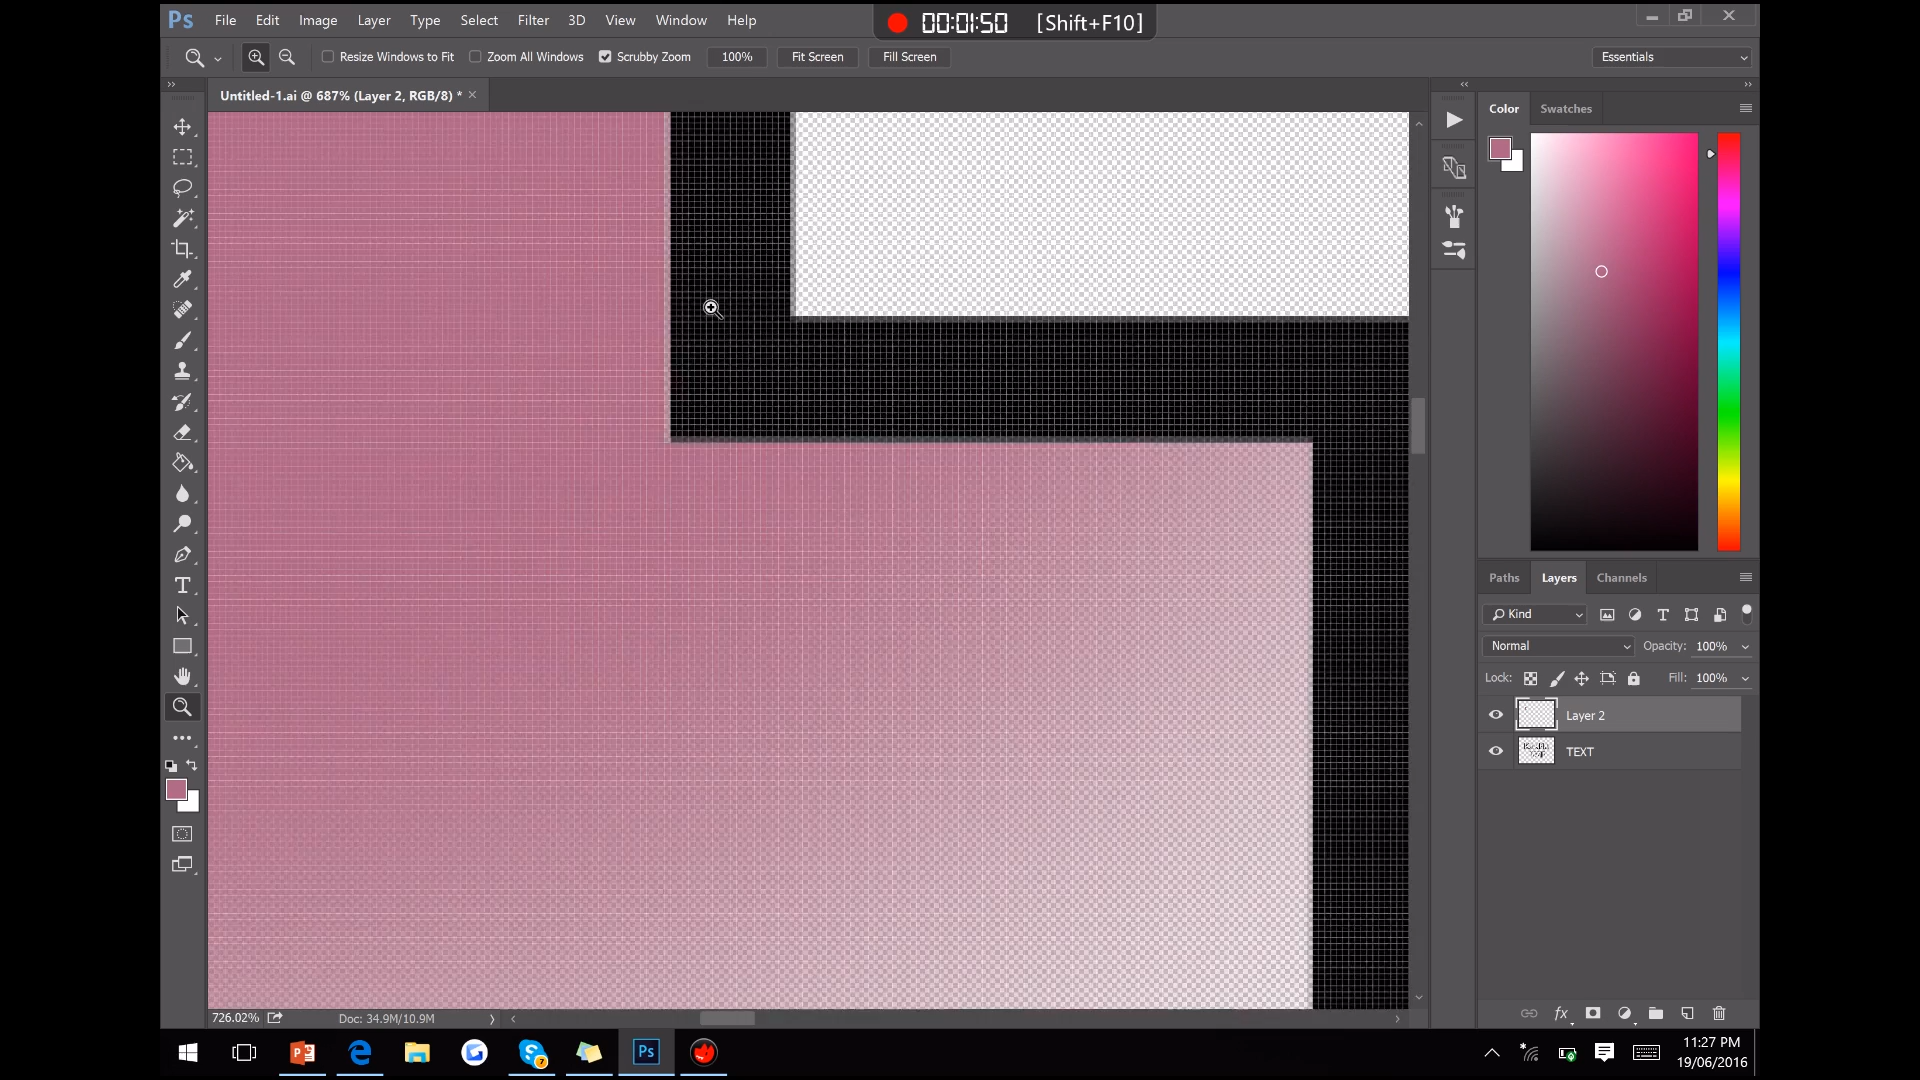 Ps File Edit Image Layer Type Select Filter 3D View Window Help
00:01:50 [Shift+F10]
Resize Windows to Fit Zoom All Windows Scrubby Zoom 100% Fit Screen Fill Screen Essentials
Untitled-1.ai @ 687% (Layer 2, RGB/8) *
Color Swatches
Paths Layers Channels
Kind
Normal Opacity: 100%
Lock: Fill: 100%
Layer 2
TEXT
726.02% Doc: 34.9M/10.9M
7
Ps
11:27 PM
19/06/2016